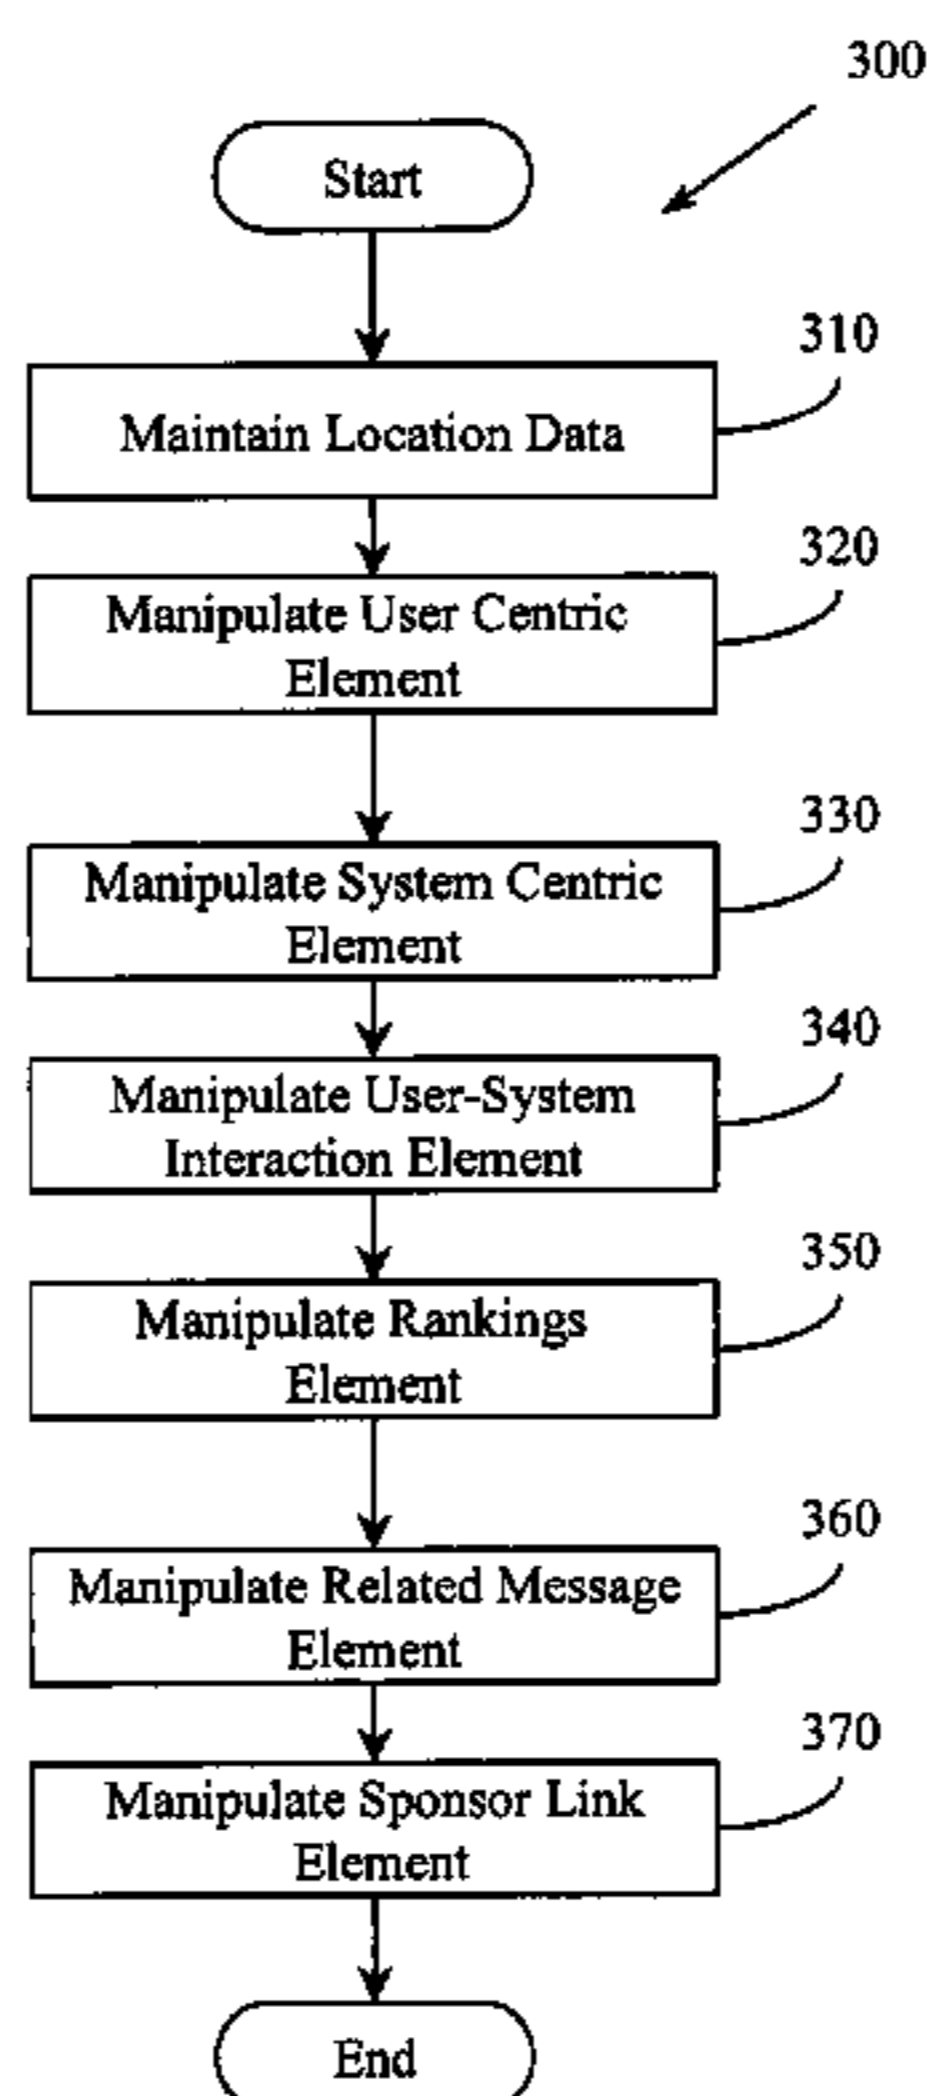 300
Start
310
Maintain Location Data
320
Manipulate User Centric
Element
330
Manipulate System Centric
Element
340
Manipulate User-System
Interaction Element
350
Manipulate Rankings
Element
360
Manipulate Related Message
Element
370
Manipulate Sponsor Link
Element
End